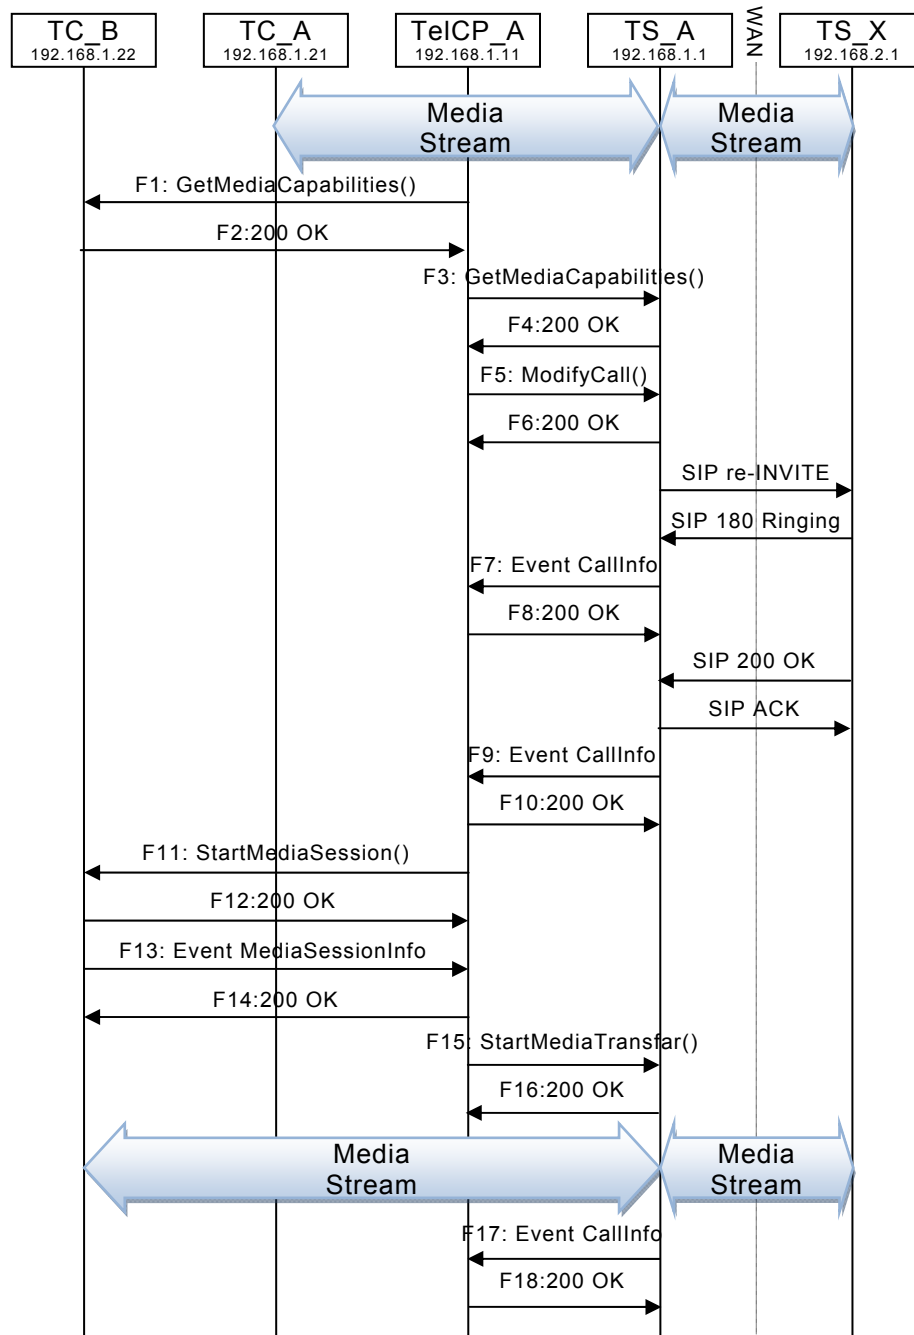 TC_B
192.168.1.22
TC_A
192.168.1.21
TelCP_A
192.168.1.11
TS_A
192.168.1.1
WAN
TS_X
192.168.2.1
Media
Stream
Media
Stream
F1: GetMediaCapabilities()
F2:200 OK
F3: GetMediaCapabilities()
F4:200 OK
F5: ModifyCall()
F6:200 OK
SIP re-INVITE
SIP 180 Ringing
F7: Event CallInfo
F8:200 OK
SIP 200 OK
SIP ACK
F9: Event CallInfo
F10:200 OK
F11: StartMediaSession()
F12:200 OK
F13: Event MediaSessionInfo
F14:200 OK
F15: StartMediaTransfar()
F16:200 OK
Media
Stream
Media
Stream
F17: Event CallInfo
F18:200 OK